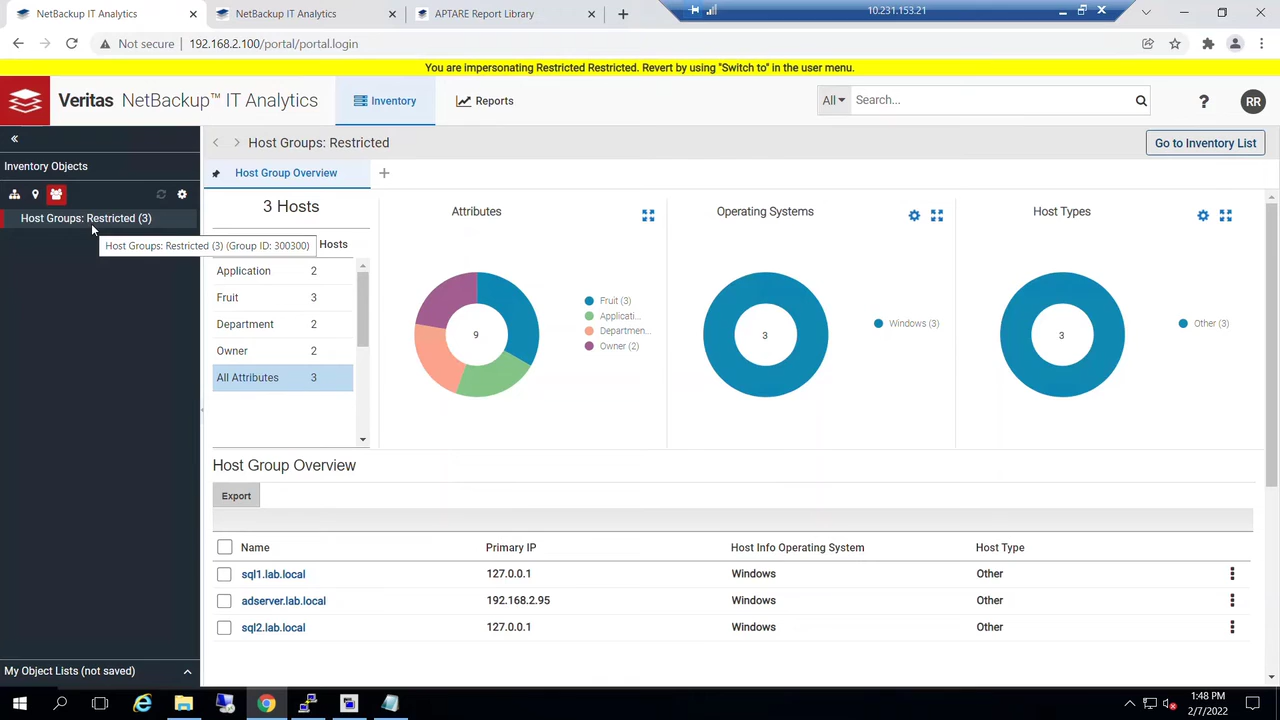 NetBackup IT Analytics
NetBackup IT Analytics
APTARE Report Library
10.231.153.21
Not secure | 192.168.2.100/portal/portal.login
You are impersonating Restricted Restricted. Revert by using "Switch to" in the user menu.
Veritas NetBackup™ IT Analytics
Inventory
Reports
All
Search...
?
RR
Inventory Objects
Host Groups: Restricted (3)
Host Groups: Restricted (3) (Group ID: 300300)
Host Groups: Restricted
Go to Inventory List
Host Group Overview
3 Hosts
Hosts
Application 2
Fruit 3
Department 2
Owner 2
All Attributes 3
Attributes
9
Fruit (3)
Applicati...
Departmen...
Owner (2)
Operating Systems
3
Windows (3)
Host Types
3
Other (3)
Host Group Overview
Export
Name Primary IP Host Info Operating System Host Type
sql1.lab.local 127.0.0.1 Windows Other
adserver.lab.local 192.168.2.95 Windows Other
sql2.lab.local 127.0.0.1 Windows Other
My Object Lists (not saved)
1:48 PM
2/7/2022